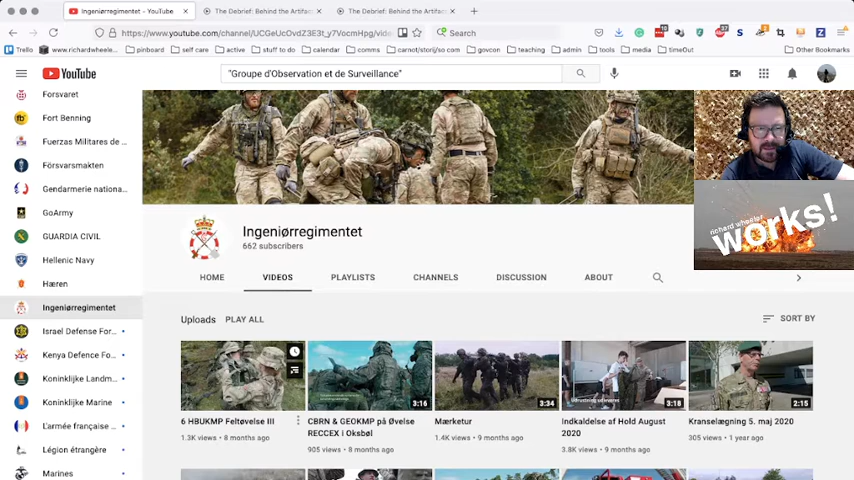 Ingeniørregimentet - YouTube
The Debrief: Behind the Artifac
The Debrief: Behind the Artifac
https://www.youtube.com/channel/UCGeUcOvdZ3E3t_y7VocmHpg/vide
Search
Trello
www.richardwheele
pinboard
self care
active
stuff to do
calendar
comms
carnot/storij/so com
govcon
teaching
admin
tools
media
timeOut
Other Bookmarks
YouTube
"Groupe d'Observation et de Surveillance"
Forsvaret
Fort Benning
Fuerzas Militares de ...
Försvarsmakten
Gendarmerie nationa...
GoArmy
GUARDIA CIVIL
Hellenic Navy
Hæren
Ingeniørregimentet
Israel Defense For...
Kenya Defence Fo...
Koninklijke Landm...
Koninklijke Marine
L'armée française ...
Légion étrangère
Marines
richard wheeler
works!
Ingeniørregimentet
662 subscribers
HOME
VIDEOS
PLAYLISTS
CHANNELS
DISCUSSION
ABOUT
Uploads
PLAY ALL
SORT BY
3:16
3:34
Udrustning udleveres
3:18
2:15
6 HBUKMP Feltøvelse III
1.3K views • 8 months ago
CBRN & GEOKMP på Øvelse
RECCEX i Oksbøl
905 views • 8 months ago
Mærketur
1.4K views • 9 months ago
Indkaldelse af Hold August
2020
3.8K views • 9 months ago
Kranselægning 5. maj 2020
305 views • 1 year ago